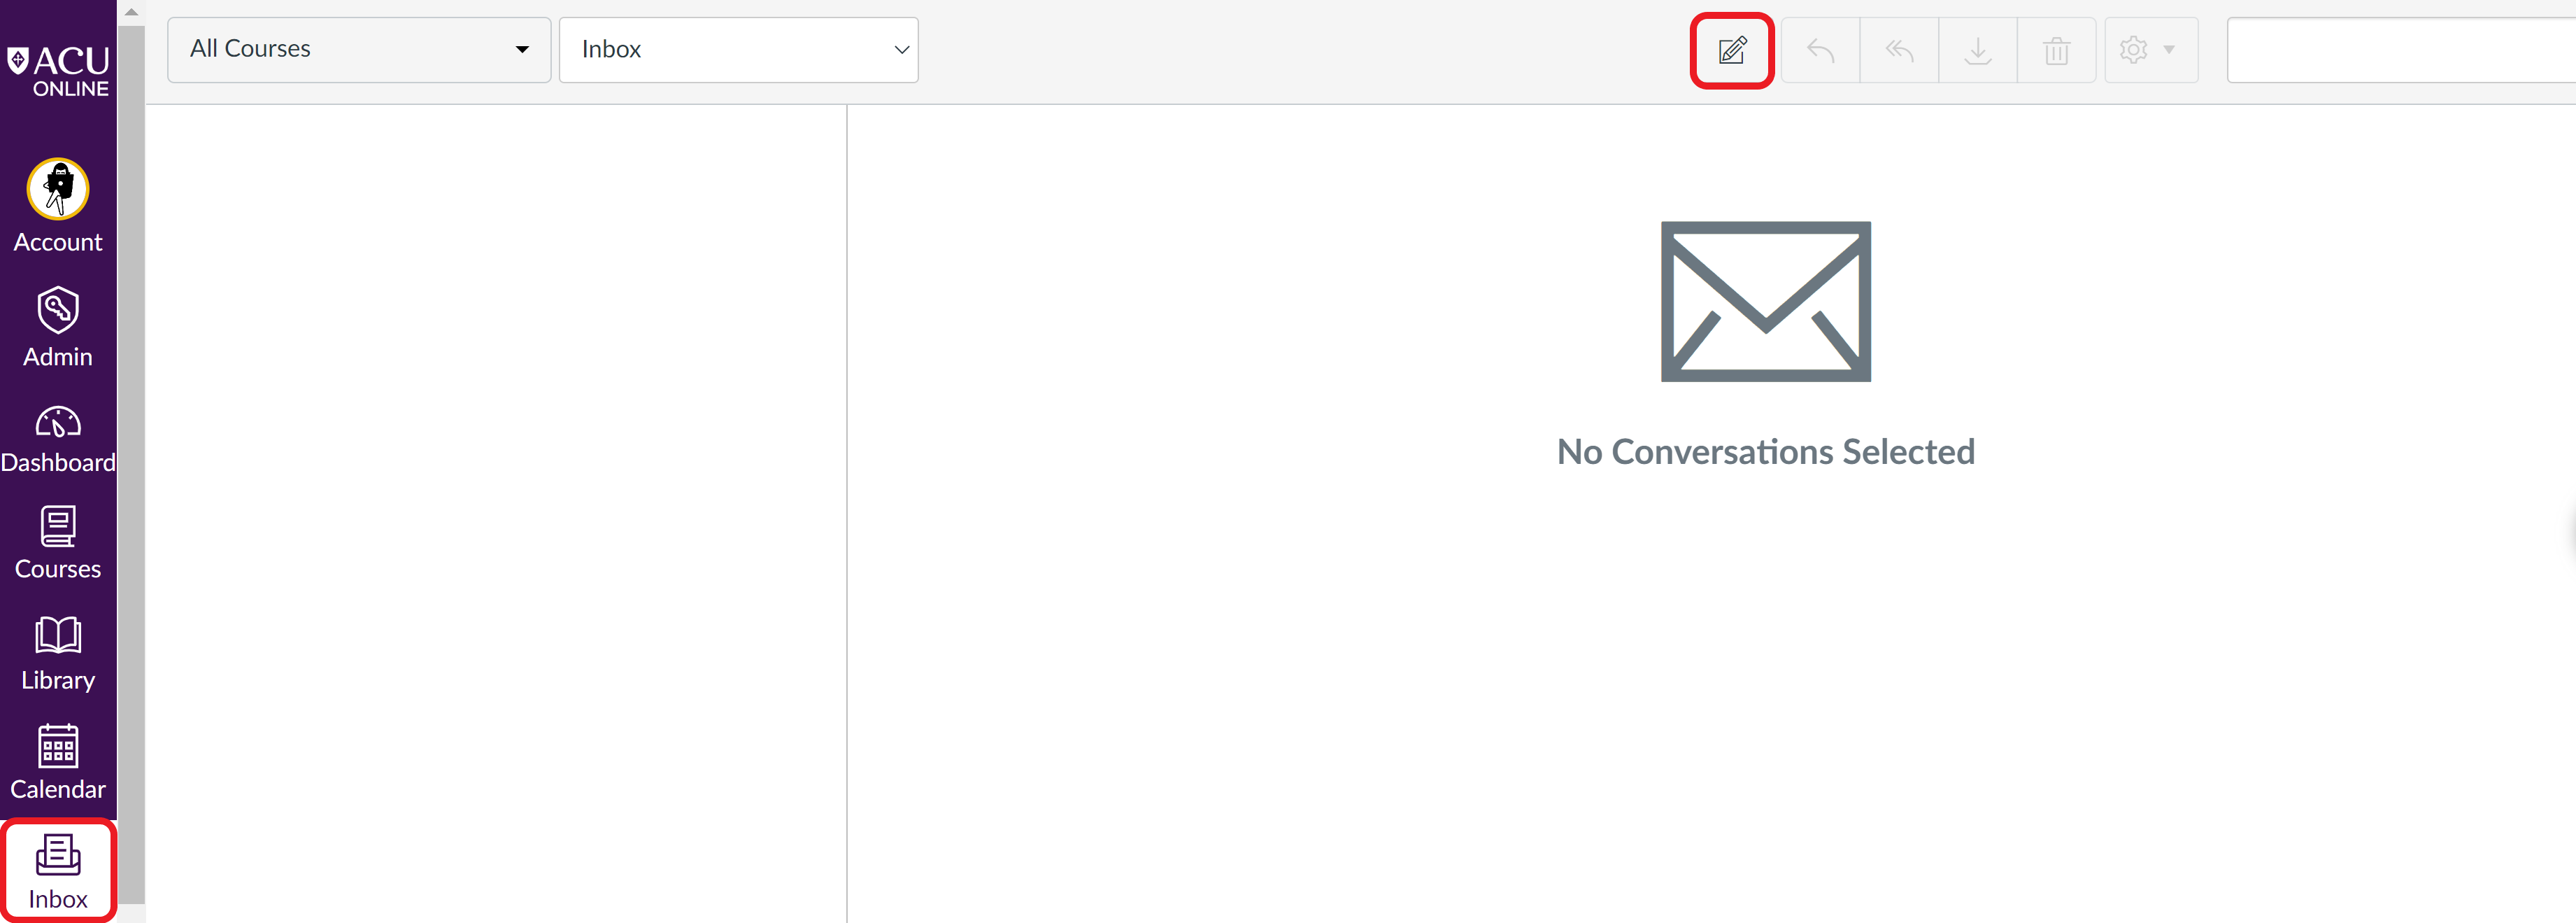 ACU
ONLINE
Account
Admin
Dashboard
Courses
Library
Calendar
Inbox
All Courses
Inbox
No Conversations Selected